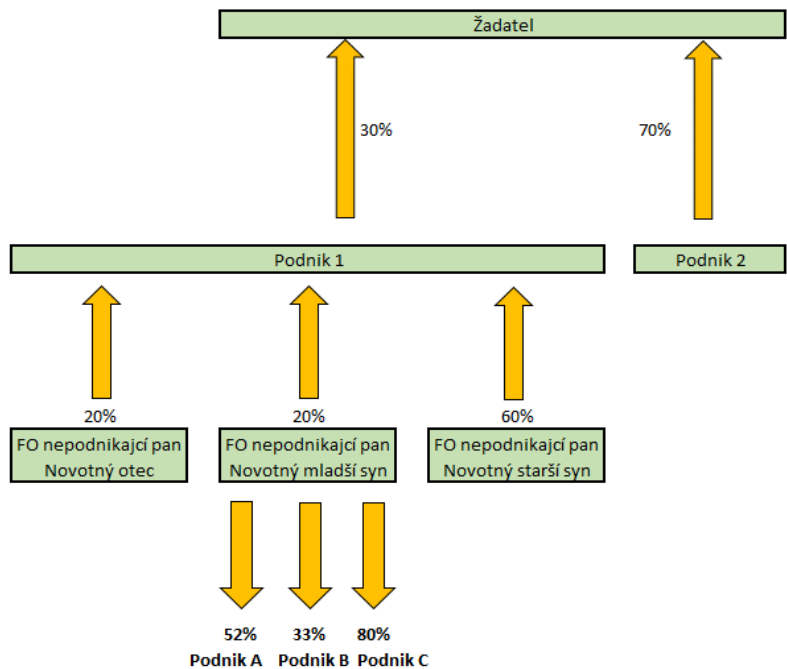 Žadatel
30%
70%
Podnik 1
Podnik 2
20%
20%
60%
FO nepodnikajcí pan
Novotný otec
FO nepodnikajcí pan
Novotný mladší syn
FO nepodnikajcí pan
Novotný starší syn
52%
33%
80%
Podnik A
Podnik B
Podnik C